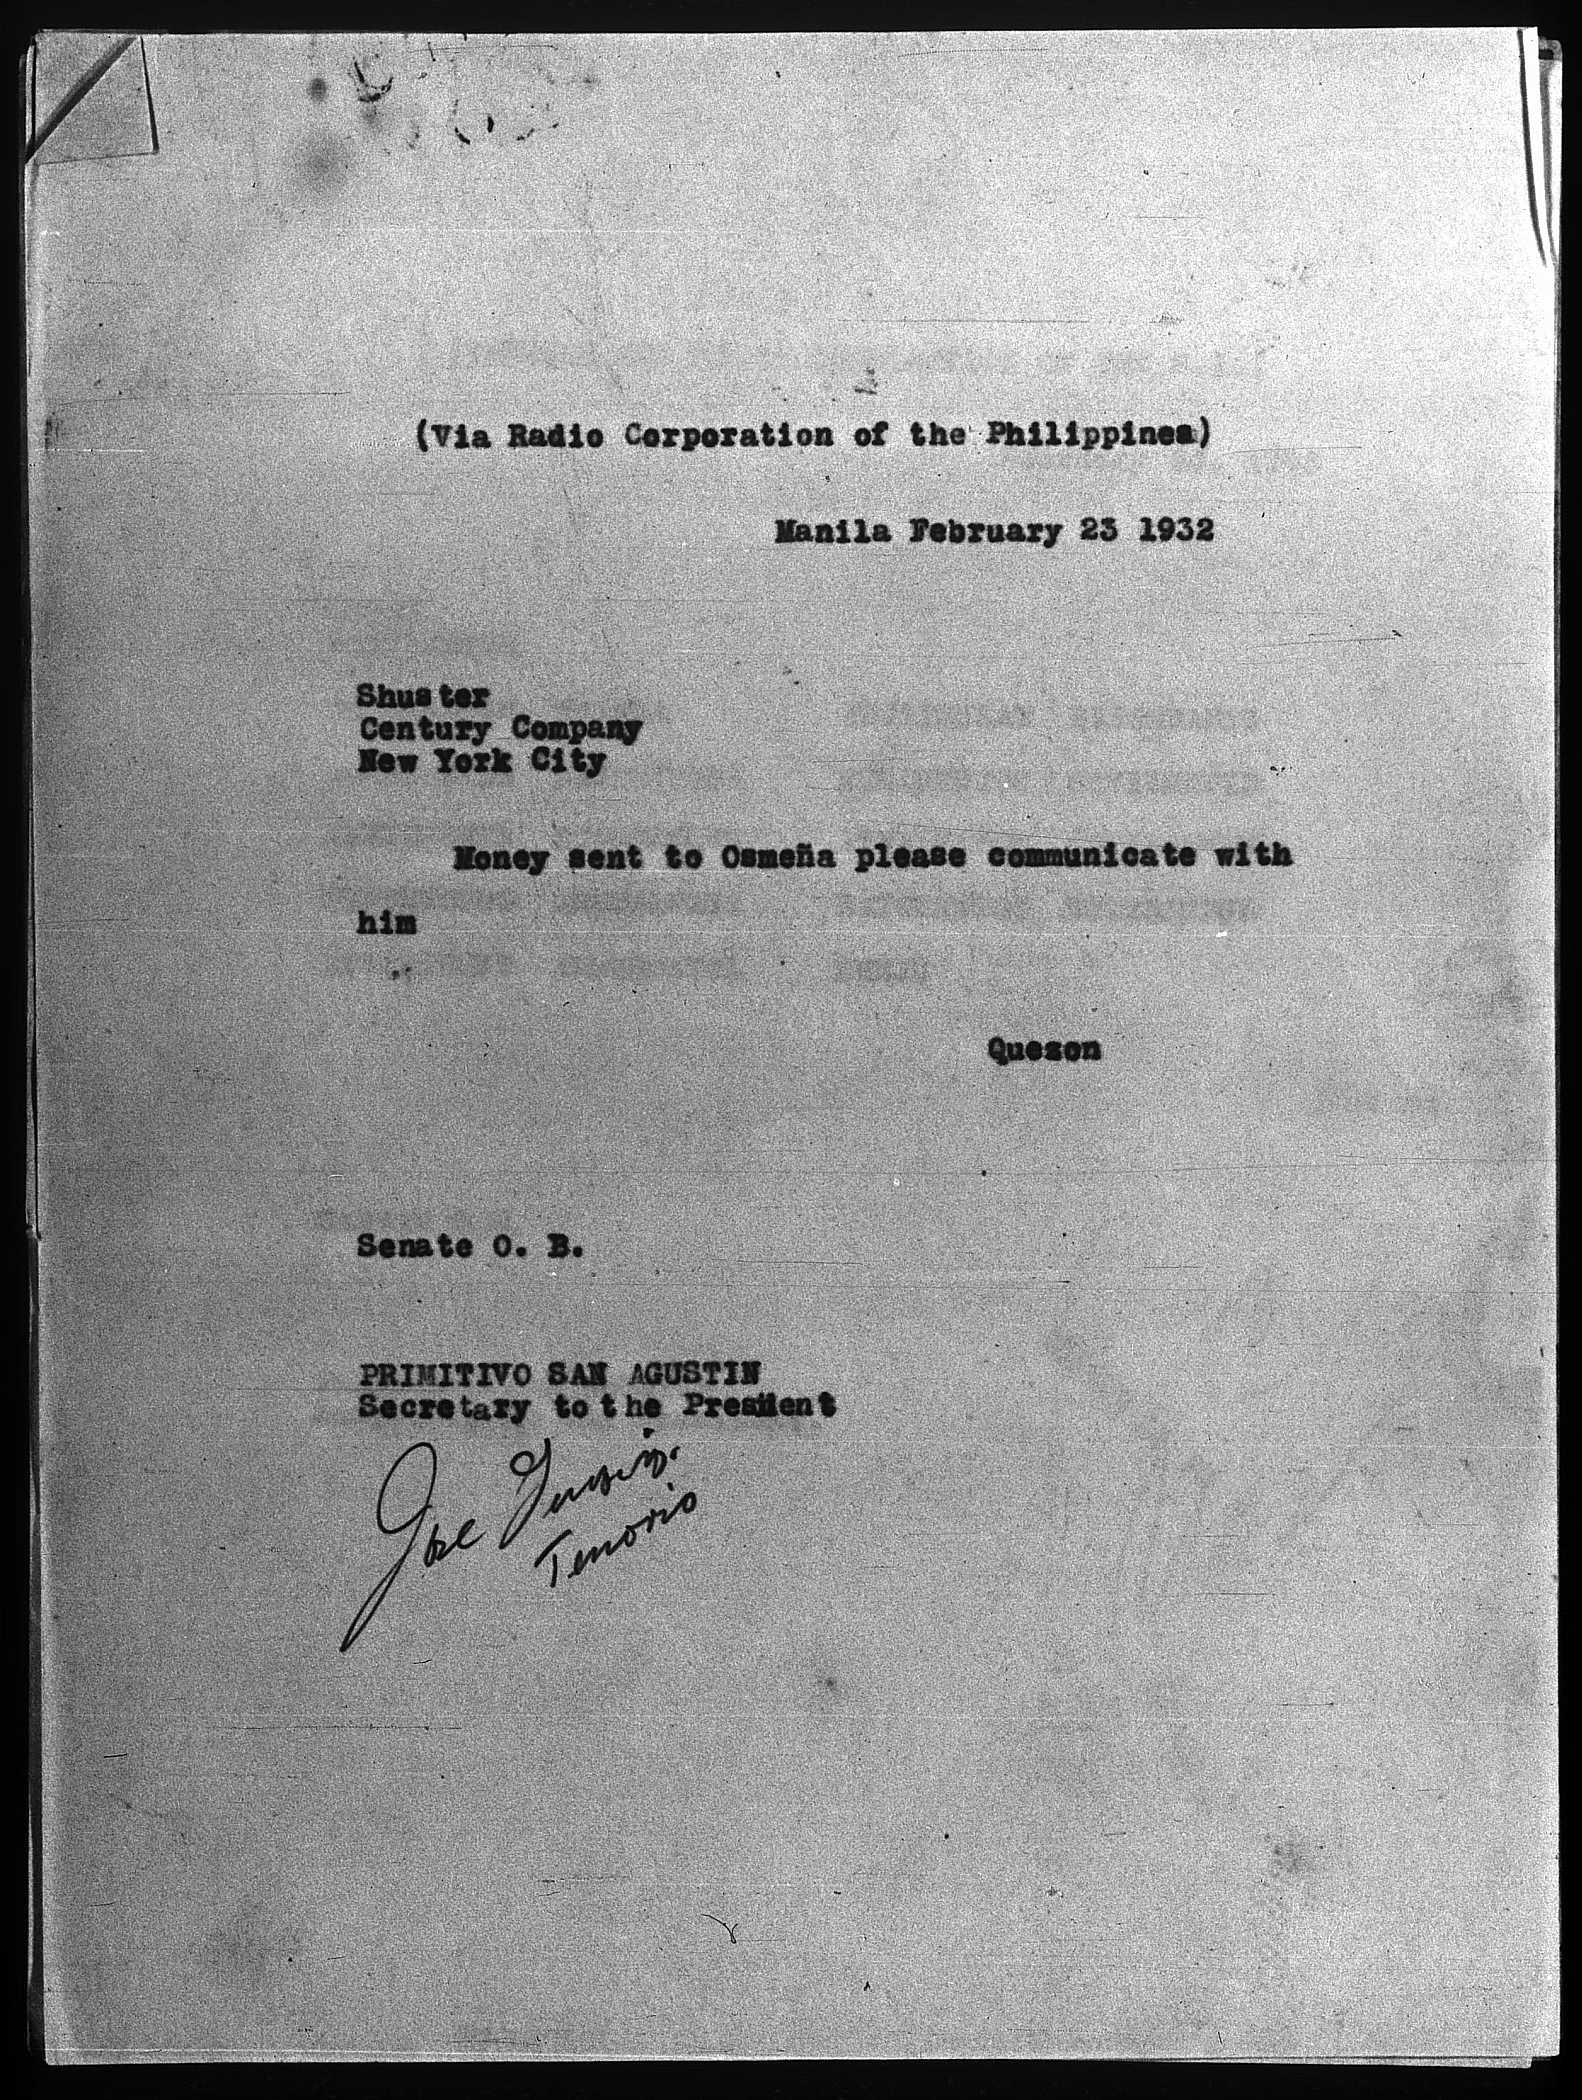 (Via Radio Corporation of the Philippines)
Manila February 23 1932
Shuster
Century Company
New York City
Money sent to Osmeña please communicate with
him
Quezon
Senate O. B.
PRIMITIVO SAN AGUSTIN
Secretary to the President
Jose
Tenorio